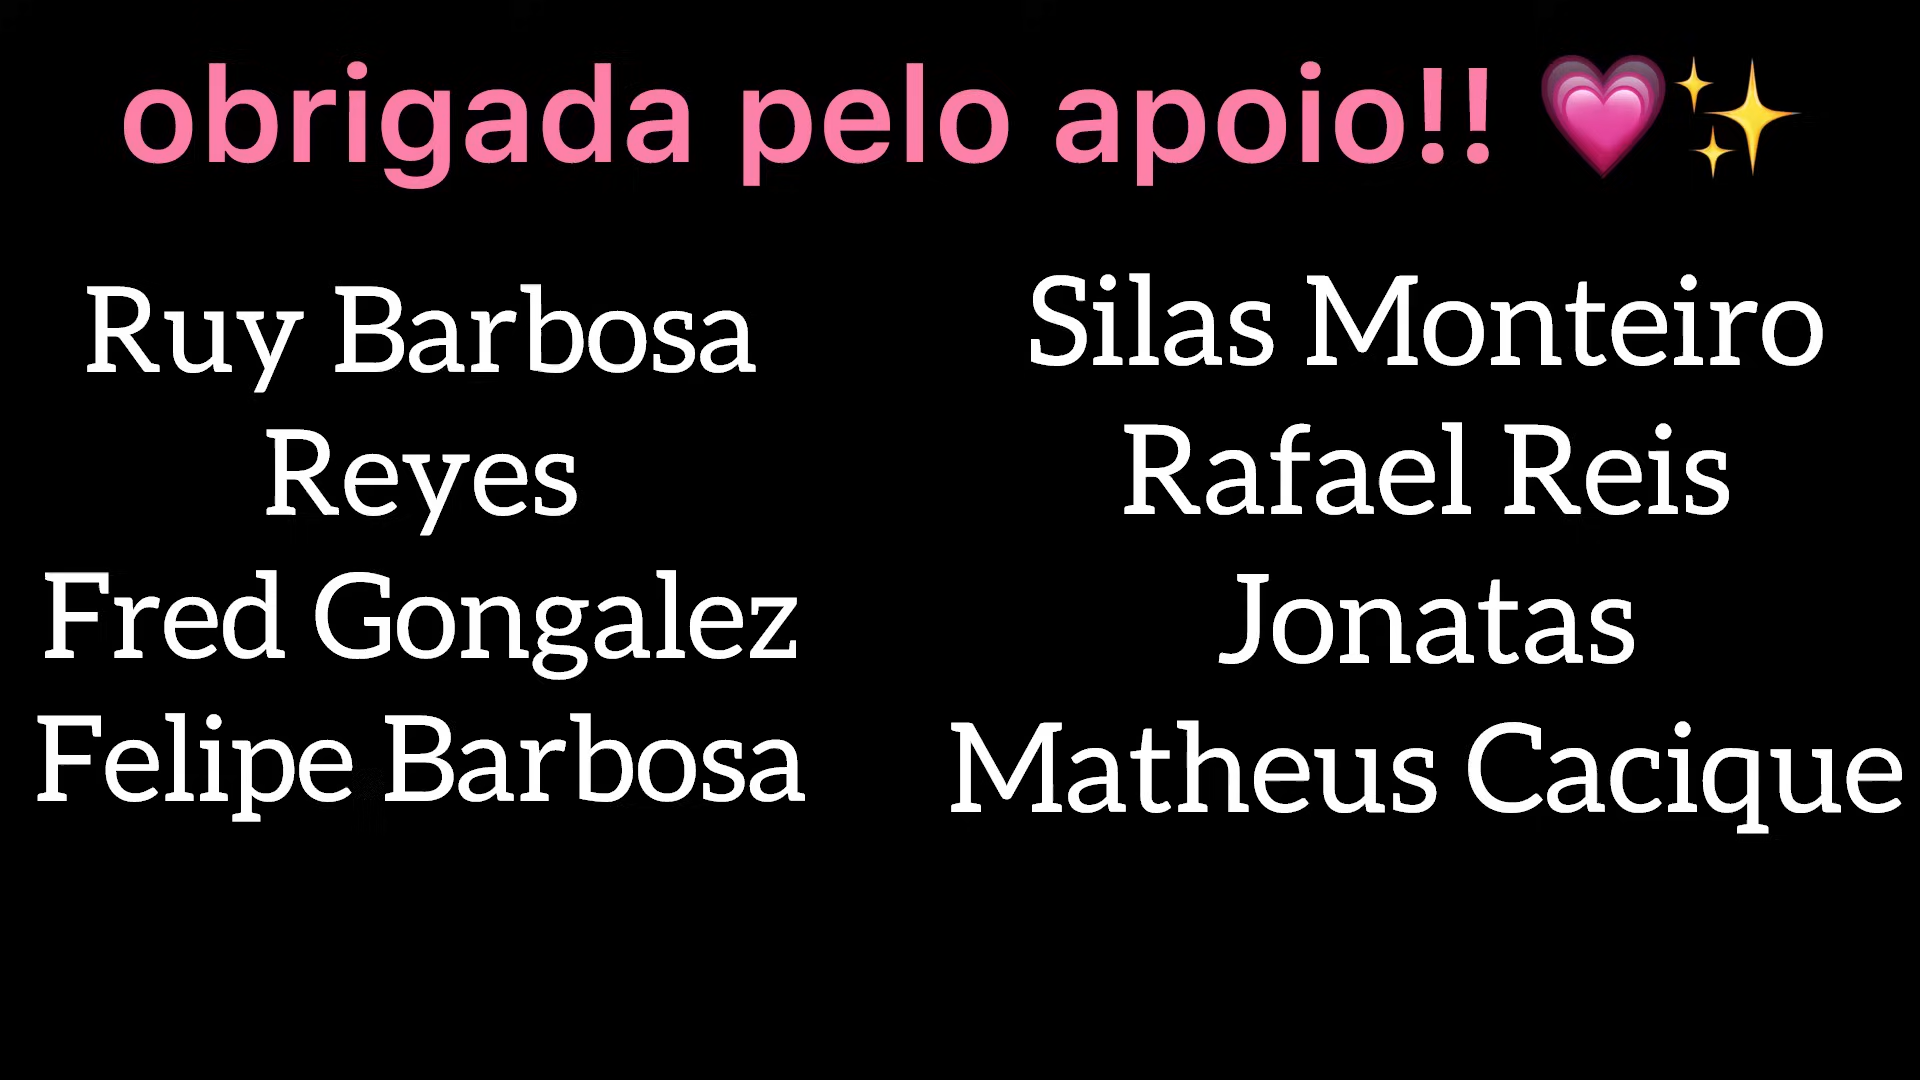 obrigada pelo apoio!! 💗✨
Ruy Barbosa
Reyes
Fred Gongalez
Felipe Barbosa
Silas Monteiro
Rafael Reis
Jonatas
Matheus Cacique